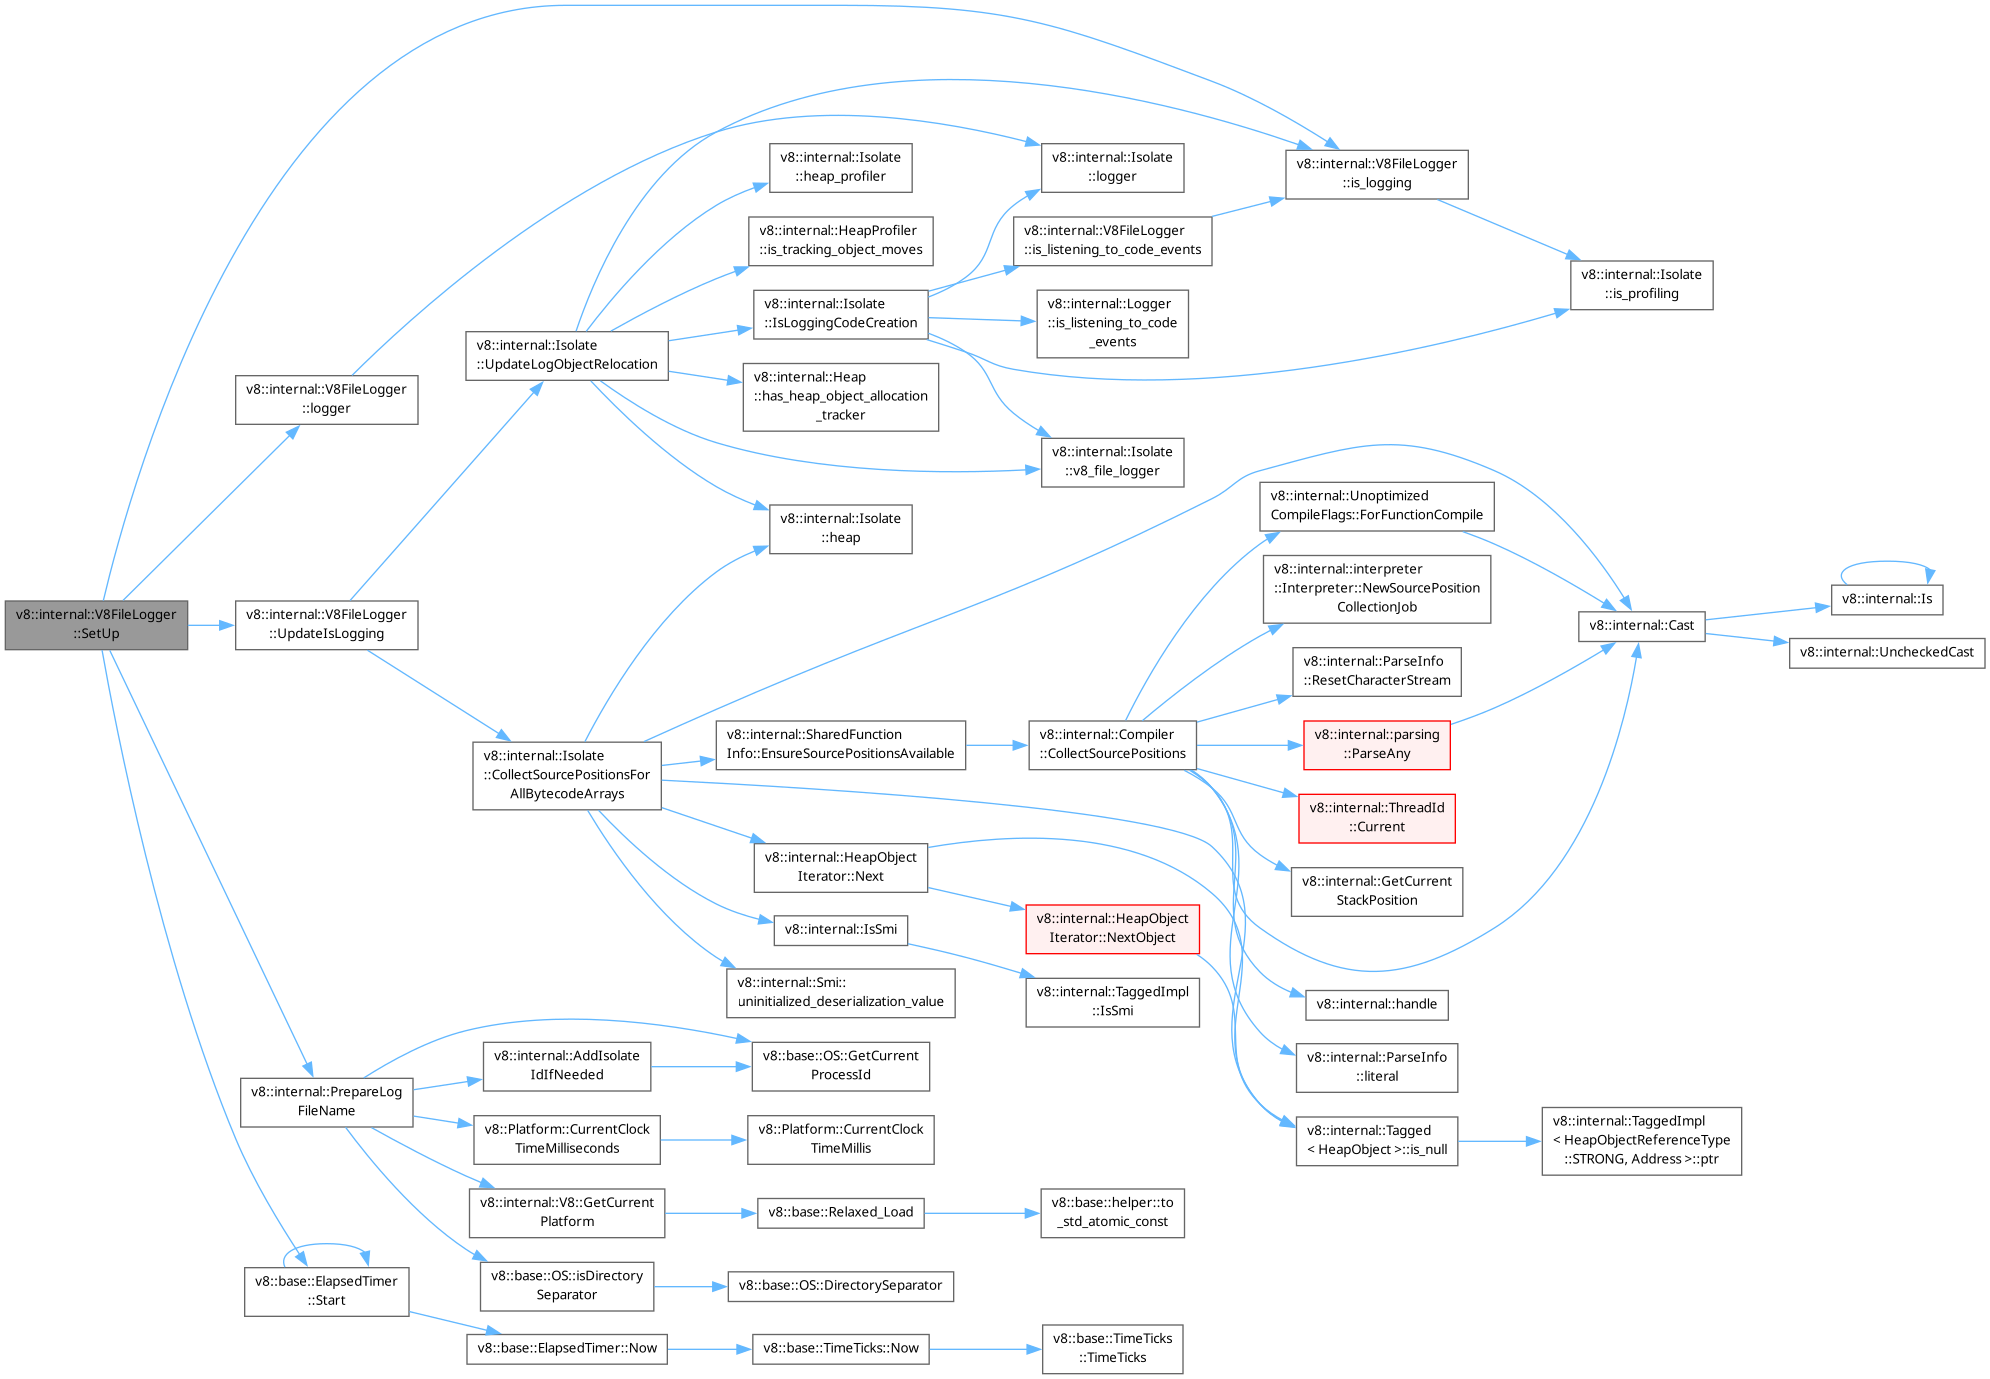 v8::internal::V8FileLogger
::SetUp
v8::internal::V8FileLogger
::logger
v8::internal::V8FileLogger
::UpdateIsLogging
v8::internal::PrepareLog
FileName
v8::base::ElapsedTimer
::Start
v8::internal::Isolate
::UpdateLogObjectRelocation
v8::internal::Isolate
::CollectSourcePositionsFor
AllBytecodeArrays
v8::internal::AddIsolate
IdIfNeeded
v8::Platform::CurrentClock
TimeMilliseconds
v8::internal::V8::GetCurrent
Platform
v8::base::OS::isDirectory
Separator
v8::base::ElapsedTimer::Now
v8::internal::Isolate
::heap_profiler
v8::internal::HeapProfiler
::is_tracking_object_moves
v8::internal::Isolate
::IsLoggingCodeCreation
v8::internal::Heap
::has_heap_object_allocation
_tracker
v8::internal::Isolate
::heap
v8::internal::SharedFunction
Info::EnsureSourcePositionsAvailable
v8::internal::HeapObject
Iterator::Next
v8::internal::IsSmi
v8::internal::Smi::
uninitialized_deserialization_value
v8::base::OS::GetCurrent
ProcessId
v8::Platform::CurrentClock
TimeMillis
v8::base::Relaxed_Load
v8::base::OS::DirectorySeparator
v8::base::TimeTicks::Now
v8::internal::Isolate
::logger
v8::internal::V8FileLogger
::is_listening_to_code_events
v8::internal::Logger
::is_listening_to_code
_events
v8::internal::Isolate
::v8_file_logger
v8::internal::Compiler
::CollectSourcePositions
v8::internal::HeapObject
Iterator::NextObject
v8::internal::TaggedImpl
::IsSmi
v8::base::helper::to
_std_atomic_const
v8::base::TimeTicks
::TimeTicks
v8::internal::V8FileLogger
::is_logging
v8::internal::Unoptimized
CompileFlags::ForFunctionCompile
v8::internal::interpreter
::Interpreter::NewSourcePosition
CollectionJob
v8::internal::ParseInfo
::ResetCharacterStream
v8::internal::parsing
::ParseAny
v8::internal::ThreadId
::Current
v8::internal::GetCurrent
StackPosition
v8::internal::handle
v8::internal::ParseInfo
::literal
v8::internal::Tagged
< HeapObject >::is_null
v8::internal::Isolate
::is_profiling
v8::internal::Cast
v8::internal::TaggedImpl
< HeapObjectReferenceType
::STRONG, Address >::ptr
v8::internal::Is
v8::internal::UncheckedCast